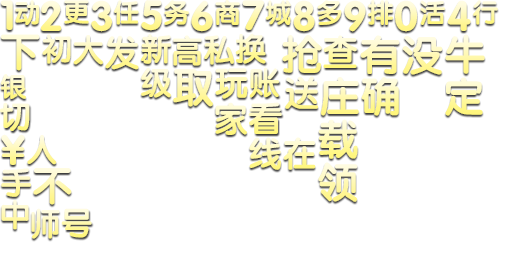 1动2更3任5务6商7城8多9排0活4行
下初大发新高私换抢查有没牛
银级取玩账送庄确定
切家看载
¥人线在领
手不
中师号